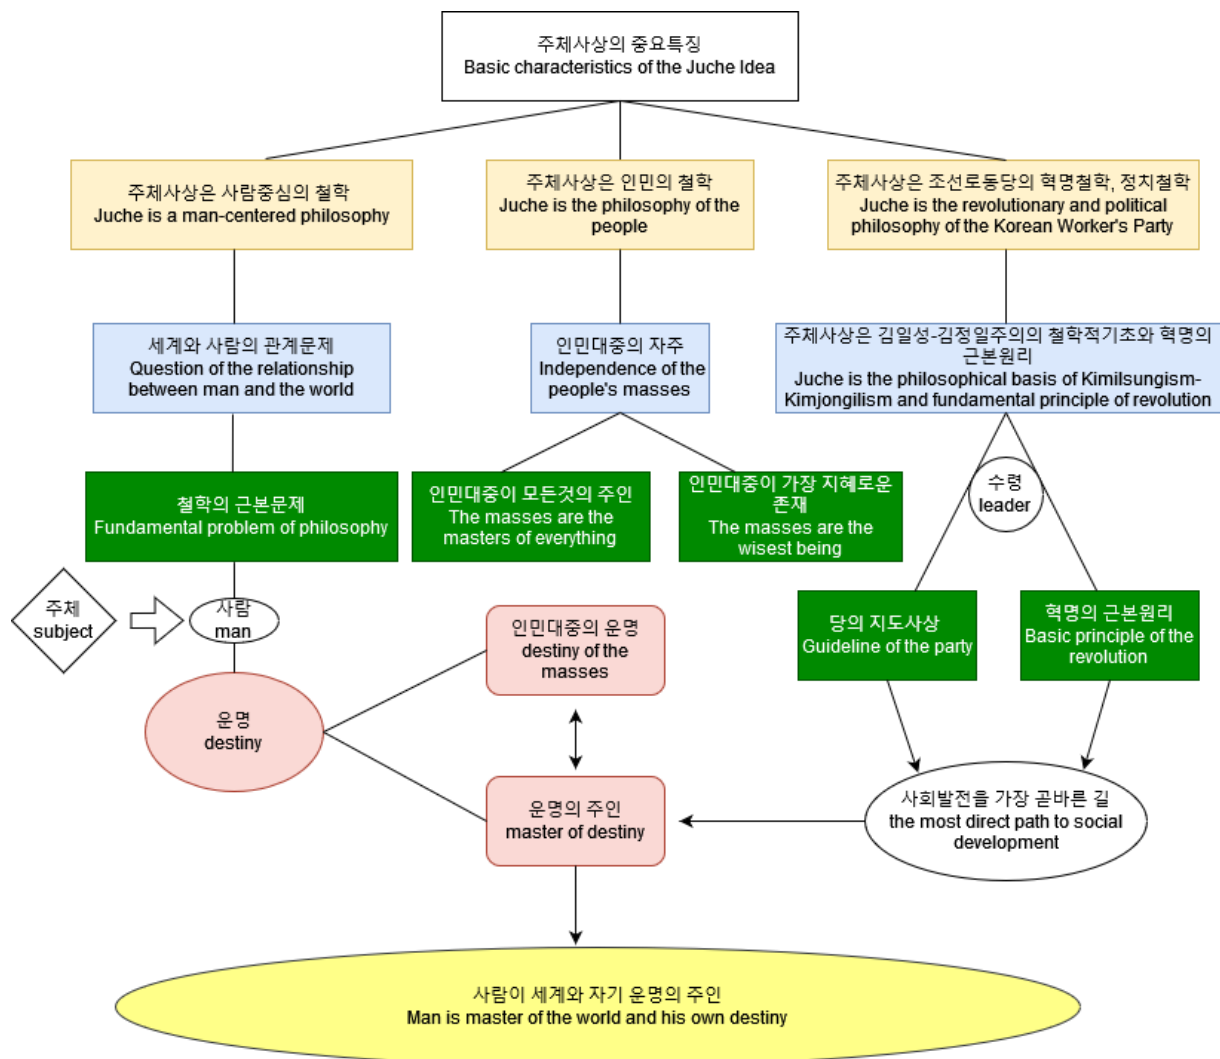 주체사상의 중요특징
Basic characteristics of the Juche Idea
주체사상은 사람중심의 철학
Juche is a man-centered philosophy
주체사상은 인민의 철학
Juche is the philosophy of the
people
주체사상은 조선로동당의 혁명철학, 정치철학
Juche is the revolutionary and political
philosophy of the Korean Worker's Party
세계와 사람의 관계문제
Question of the relationship
between man and the world
인민대중의 자주
Independence of the
people's masses
주체사상은 김일성-김정일주의의 철학적기초와 혁명의
근본원리
Juche is the philosophical basis of Kimilsungism-
Kimjongilism and fundamental principle of revolution
철학의 근본문제
Fundamental problem of philosophy
인민대중이 모든것의 주인
The masses are the
masters of everything
인민대중이 가장 지혜로운
존재
The masses are the
wisest being
수령
leader
주체
subject
사람
man
인민대중의 운명
destiny of the
masses
당의 지도사상
Guideline of the party
혁명의 근본원리
Basic principle of the
revolution
운명
destiny
운명의 주인
master of destiny
사회발전을 가장 곧바른 길
the most direct path to social
development
사람이 세계와 자기 운명의 주인
Man is master of the world and his own destiny